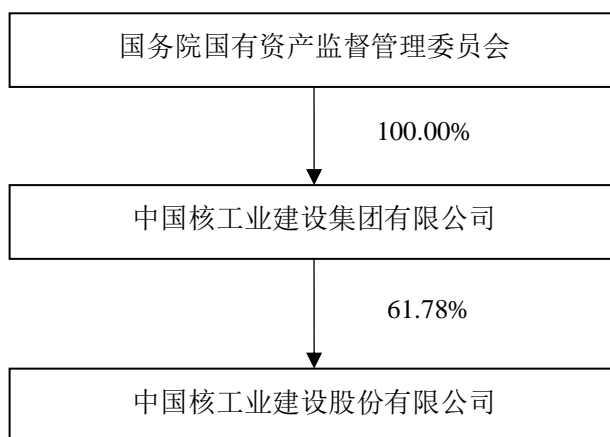 国务院国有资产监督管理委员会
100.00%
中国核工业建设集团有限公司
61.78%
中国核工业建设股份有限公司